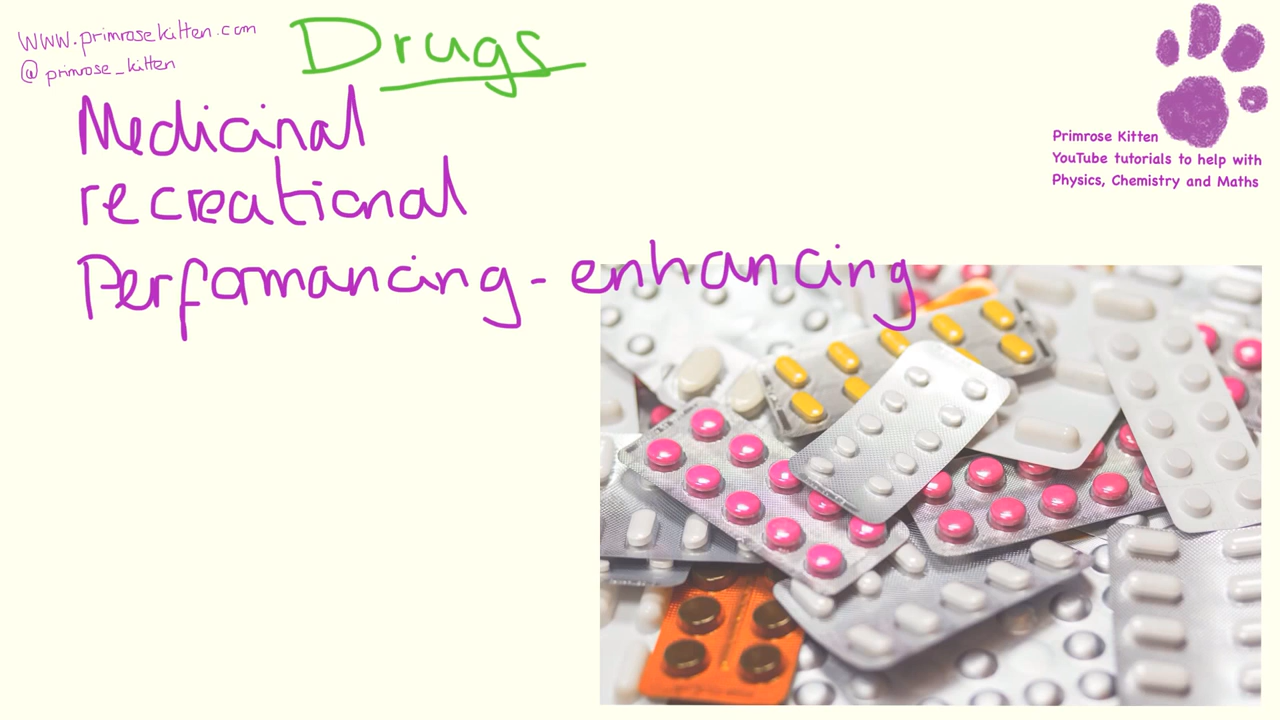 www.primrosekitten.com
@primrose_kitten
Drugs
Medicinal
recreational
Performancing-enhancing
Primrose Kitten
YouTube tutorials to help with
Physics, Chemistry and Maths